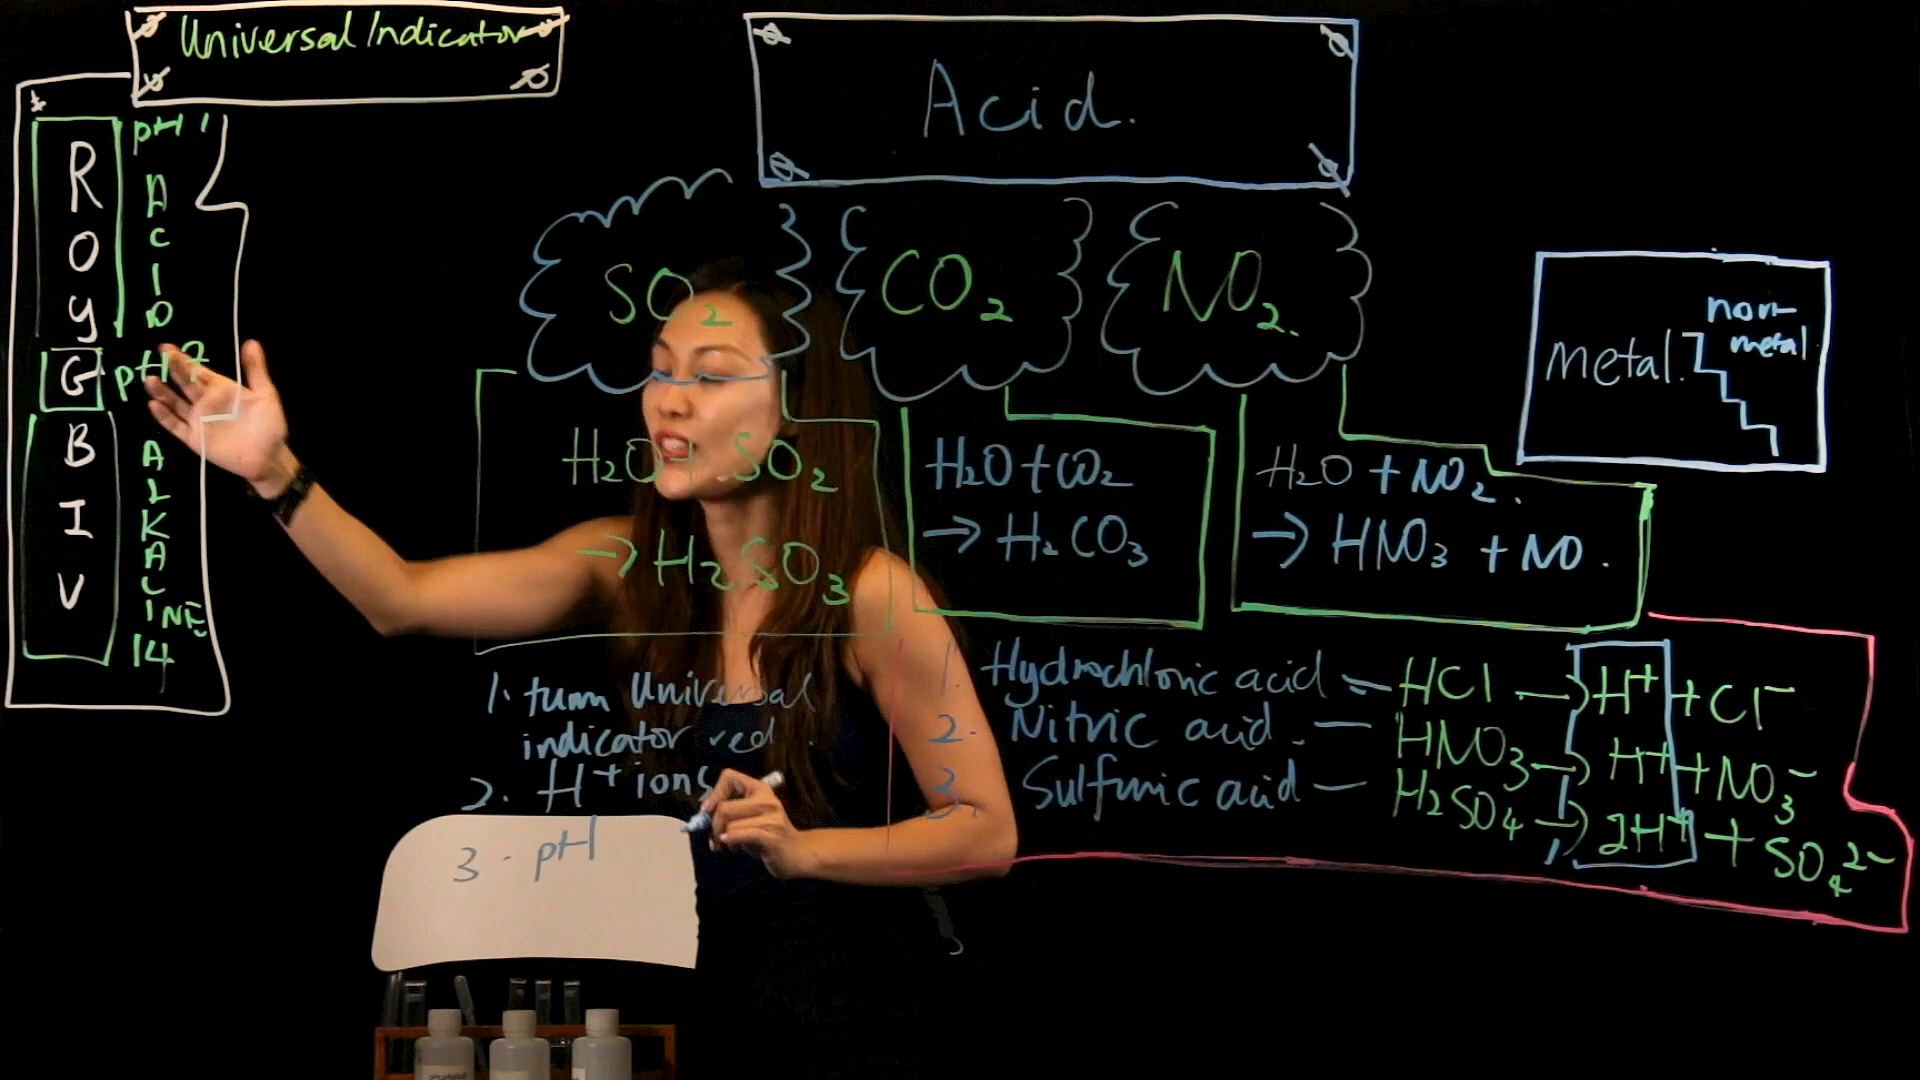 Universal Indicator
pH 1
R
O
y
G
B
I
V
ACID
pH 7
ALKALINE
14
Acid.
SO₂
CO₂
NO₂.
H₂O + SO₂
→ H₂SO₃
H₂O + CO₂
→ H₂CO₃
H₂O + NO₂.
→ HNO₃ + NO.
metal.
non-
metal
1. turn Universal
indicator red.
2. H⁺ ions
3. pH
1. Hydrochloric acid – HCl → H⁺ + Cl⁻
2. Nitric acid. – HNO₃ → H⁺ + NO₃⁻
3. Sulfuric acid – H₂SO₄ → 2H⁺ + SO₄²⁻